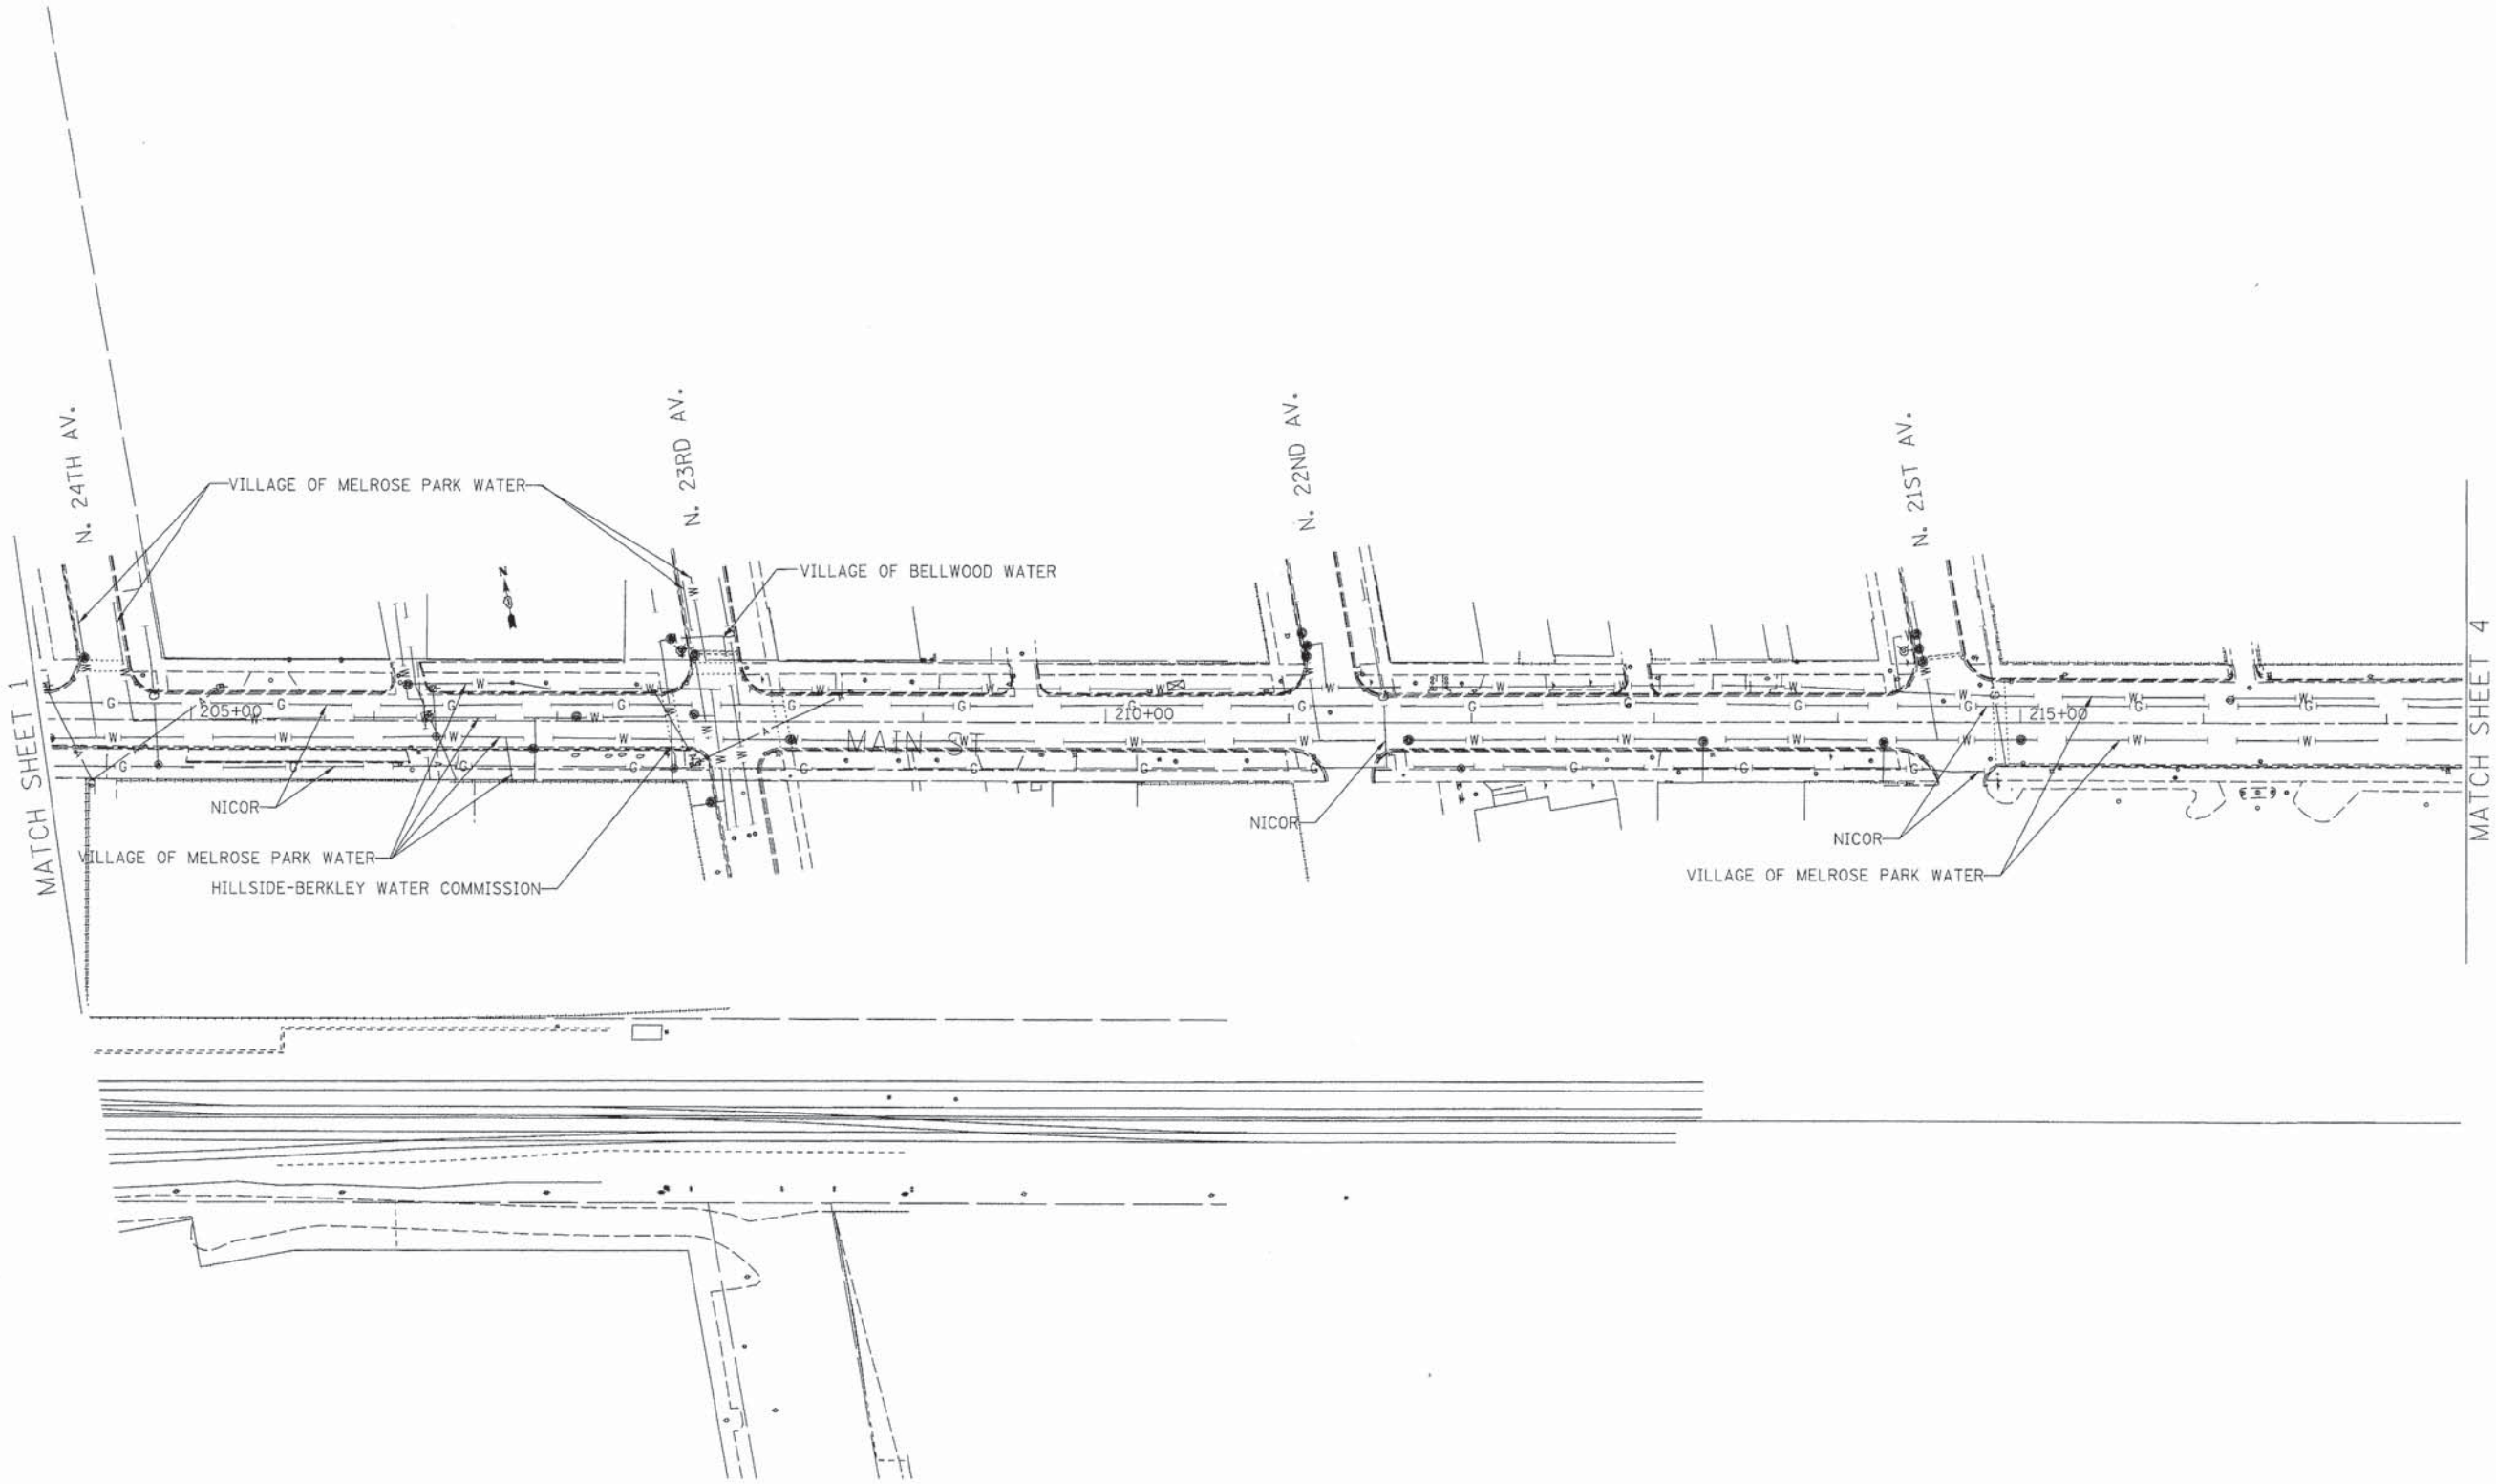 N. 24TH AV.
N. 23RD AV.
N. 22ND AV.
N. 21ST AV.
VILLAGE OF MELROSE PARK WATER
VILLAGE OF BELLWOOD WATER
N
MATCH SHEET 1
MATCH SHEET 4
205+00
210+00
215+00
MAIN ST
NICOR
NICOR
NICOR
VILLAGE OF MELROSE PARK WATER
HILLSIDE-BERKLEY WATER COMMISSION
VILLAGE OF MELROSE PARK WATER